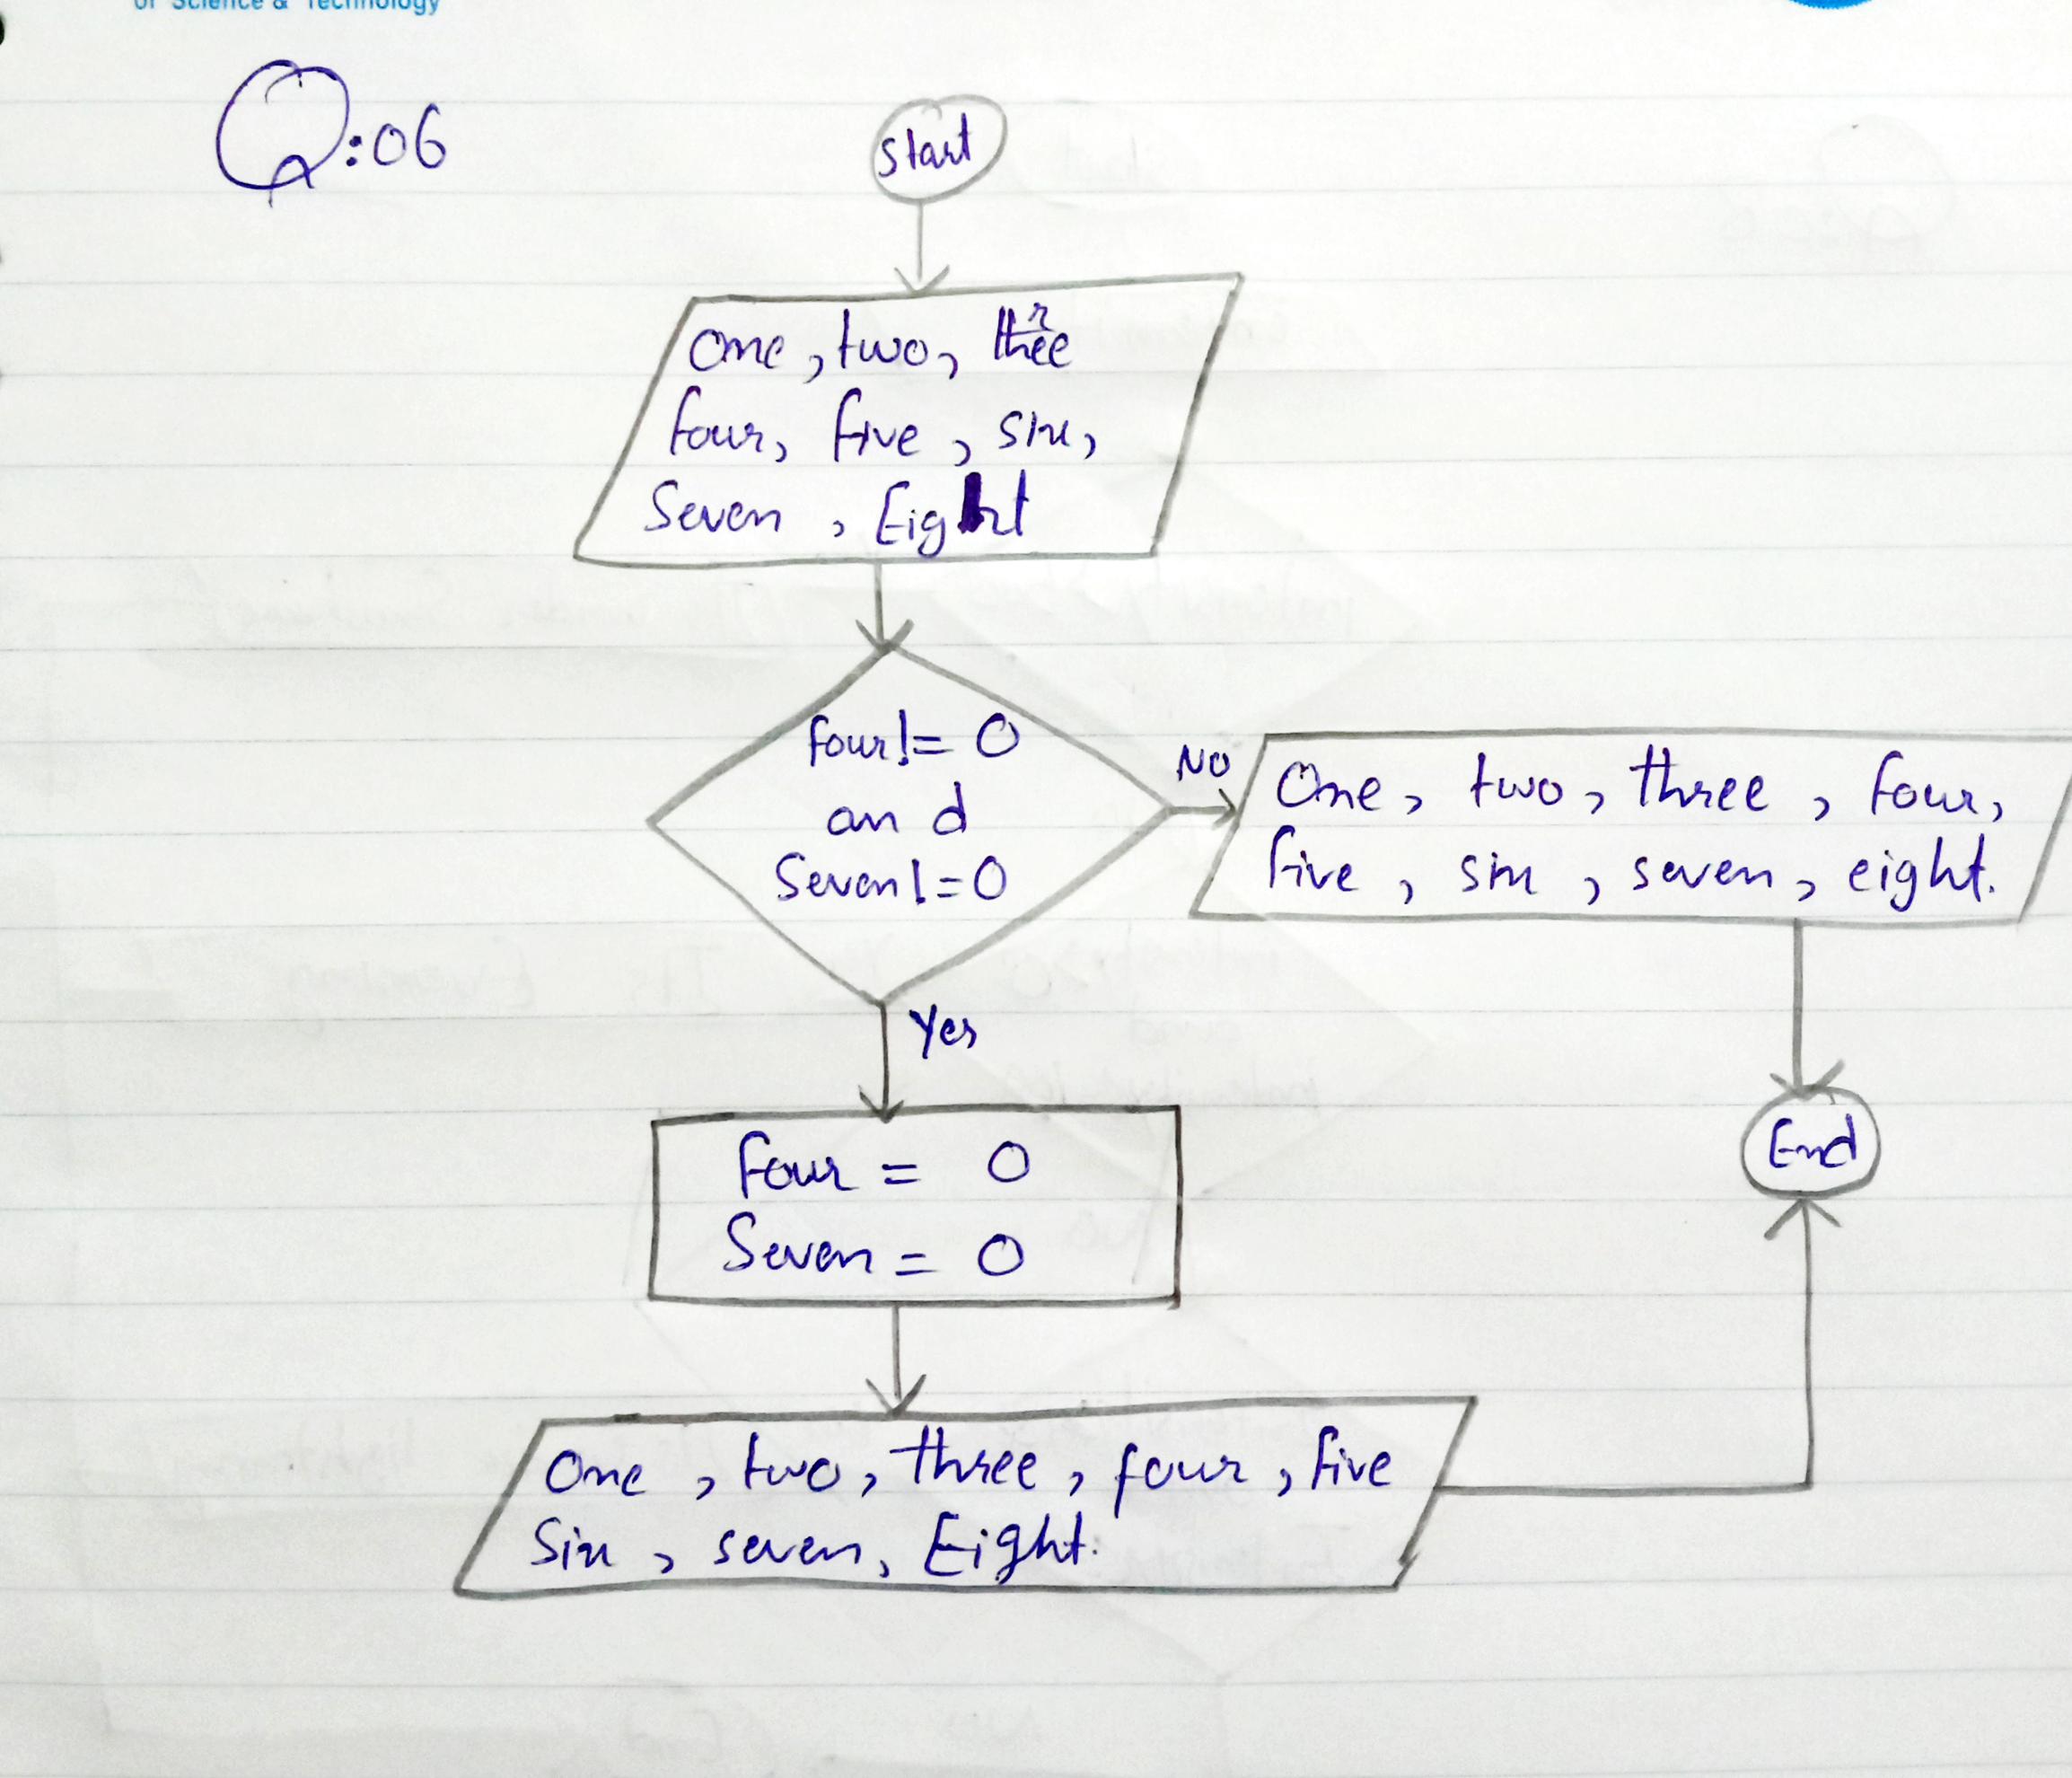 of Science & Technology
Q:06
start
One, two, three
four, five, six,
Seven, Eight
four != 0
and
Seven != 0
NO
One, two, three, four,
five, six, seven, eight.
Yes
End
Four = 0
Seven = 0
One, two, three, four, five
Six, seven, Eight.